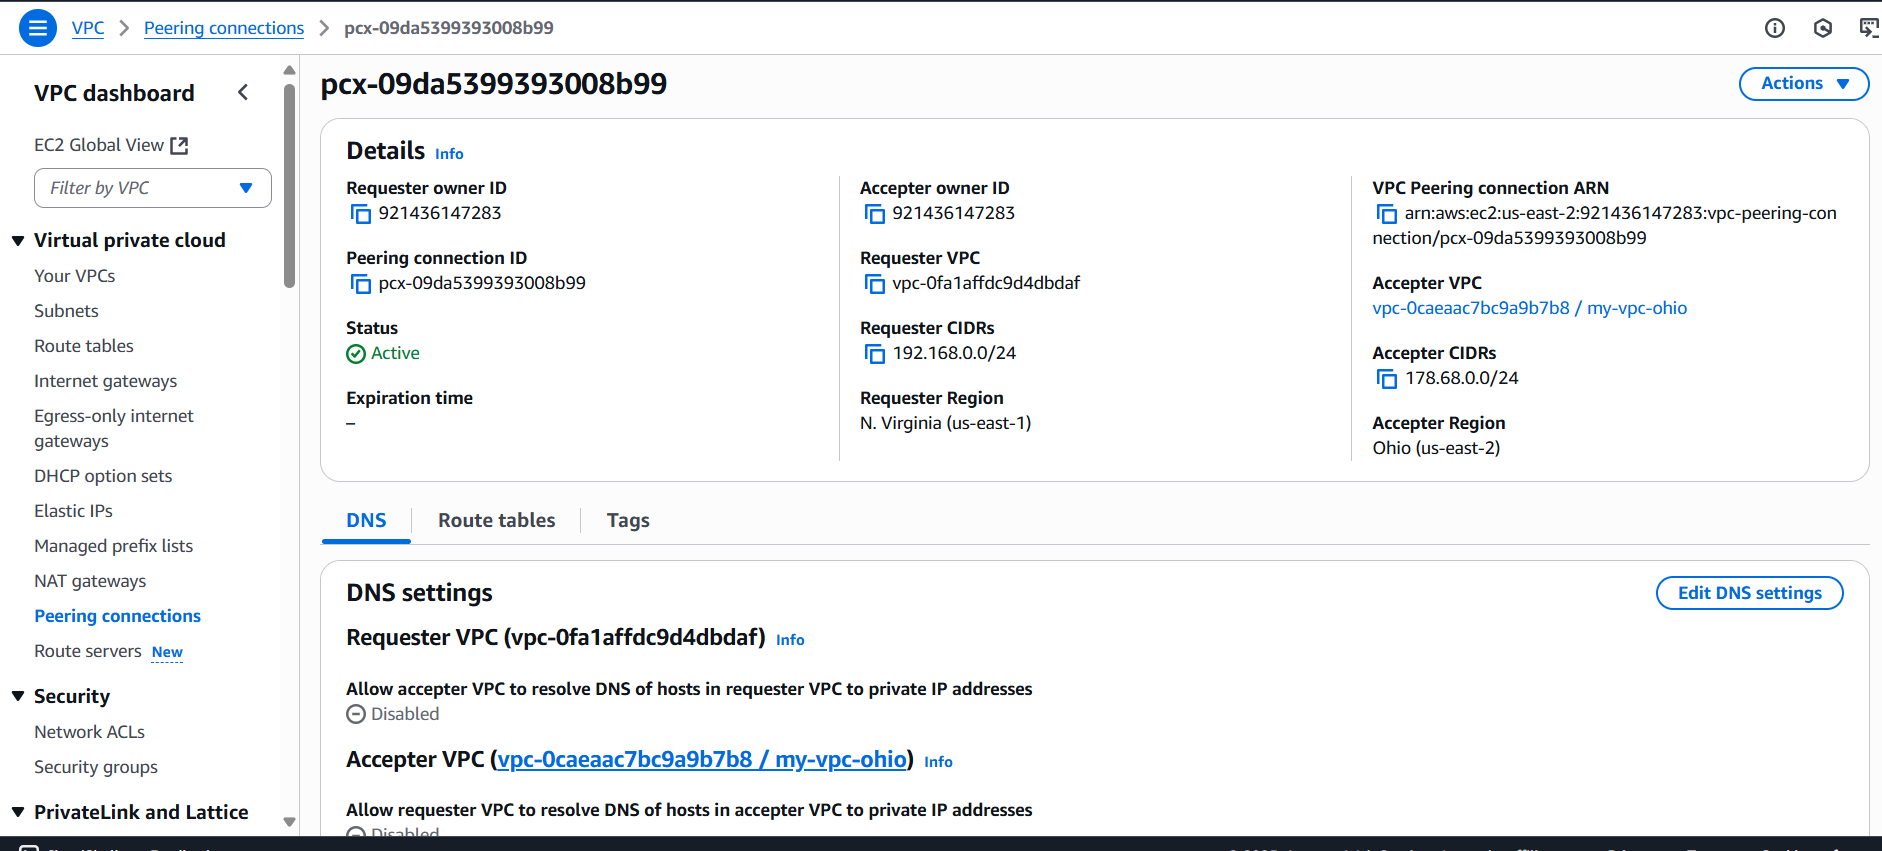 VPC > Peering connections > pcx-09da5399393008b99
VPC dashboard
EC2 Global View
Filter by VPC
Virtual private cloud
Your VPCs
Subnets
Route tables
Internet gateways
Egress-only internet
gateways
DHCP option sets
Elastic IPs
Managed prefix lists
NAT gateways
Peering connections
Route servers New
Security
Network ACLs
Security groups
PrivateLink and Lattice
pcx-09da5399393008b99
Actions
Details Info
Requester owner ID
921436147283
Peering connection ID
pcx-09da5399393008b99
Status
Active
Expiration time
–
Accepter owner ID
921436147283
Requester VPC
vpc-0fa1affdc9d4dbdaf
Requester CIDRs
192.168.0.0/24
Requester Region
N. Virginia (us-east-1)
VPC Peering connection ARN
arn:aws:ec2:us-east-2:921436147283:vpc-peering-con
nection/pcx-09da5399393008b99
Accepter VPC
vpc-0caeaac7bc9a9b7b8 / my-vpc-ohio
Accepter CIDRs
178.68.0.0/24
Accepter Region
Ohio (us-east-2)
DNS
Route tables
Tags
DNS settings
Edit DNS settings
Requester VPC (vpc-0fa1affdc9d4dbdaf) Info
Allow accepter VPC to resolve DNS of hosts in requester VPC to private IP addresses
Disabled
Accepter VPC (vpc-0caeaac7bc9a9b7b8 / my-vpc-ohio) Info
Allow requester VPC to resolve DNS of hosts in accepter VPC to private IP addresses
Disabled